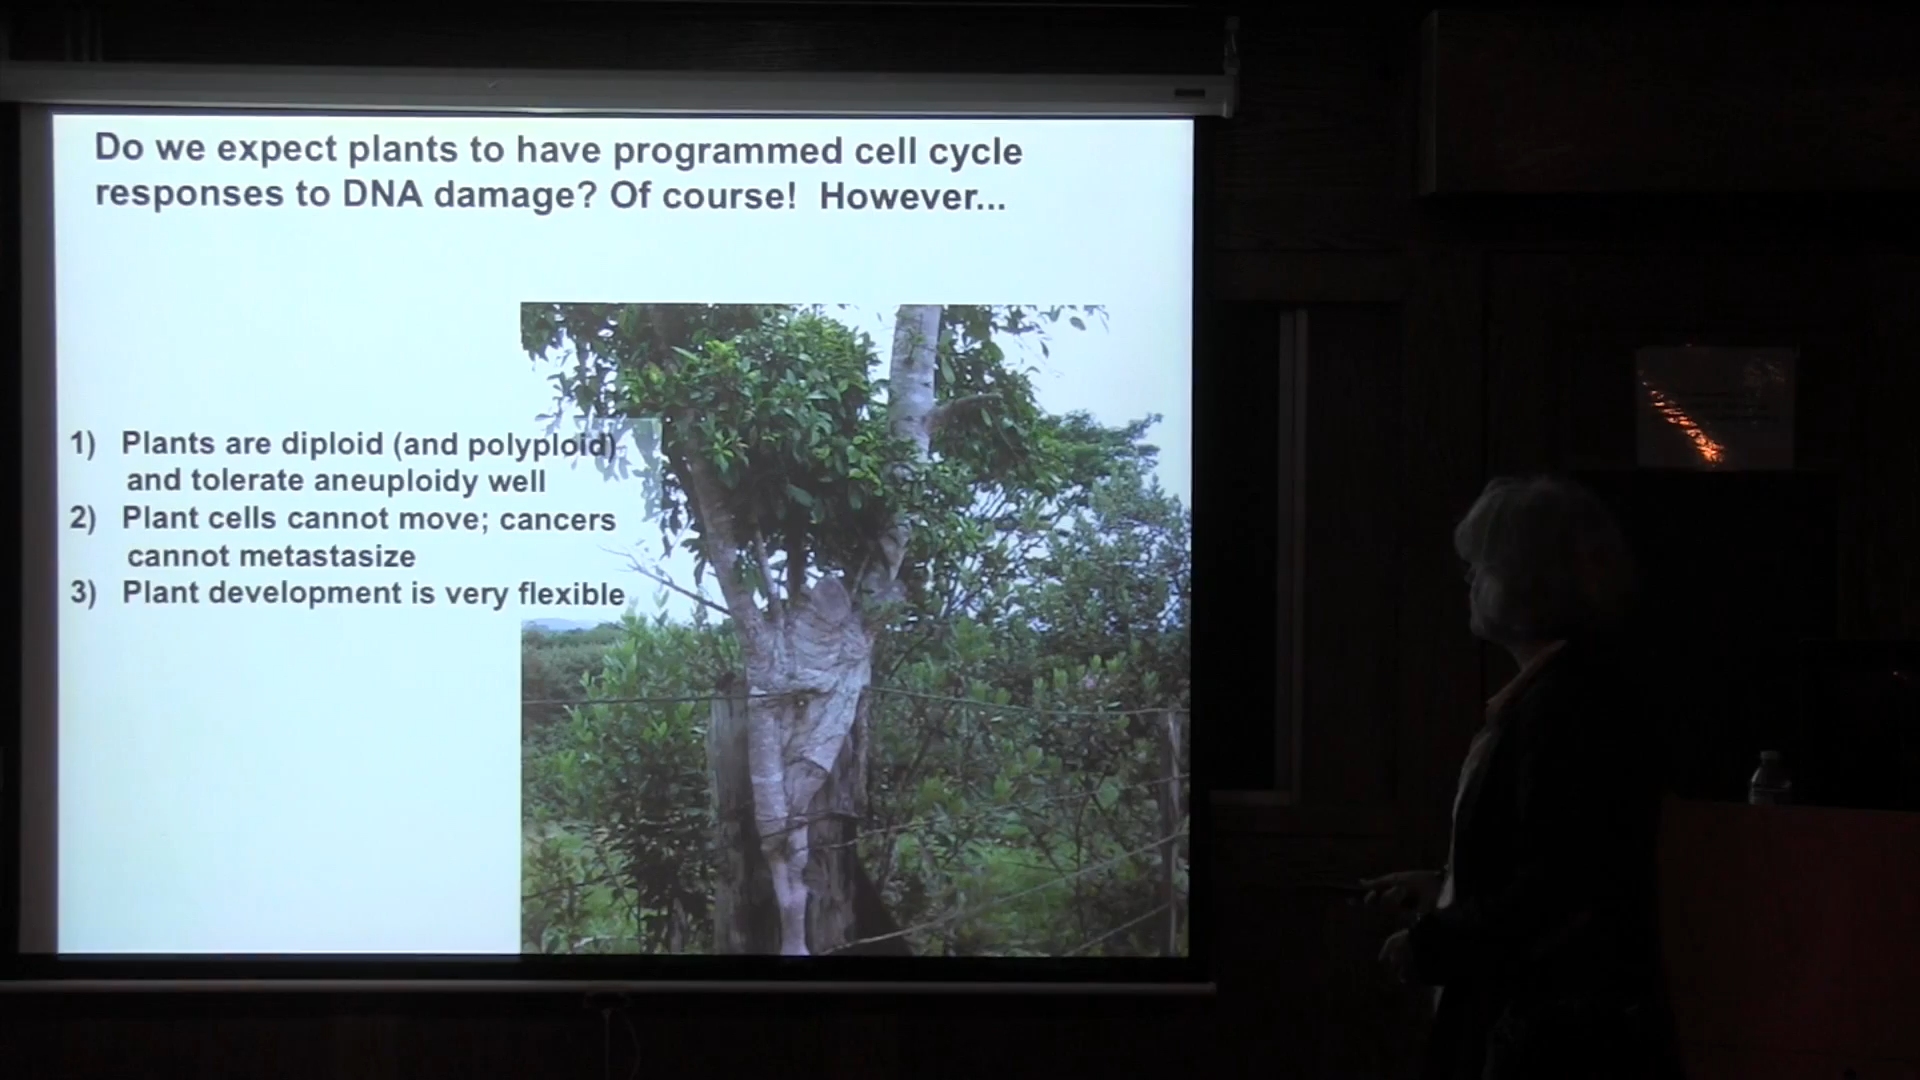 Do we expect plants to have programmed cell cycle
responses to DNA damage? Of course! However...
1) Plants are diploid (and polyploid)
and tolerate aneuploidy well
2) Plant cells cannot move; cancers
cannot metastasize
3) Plant development is very flexible